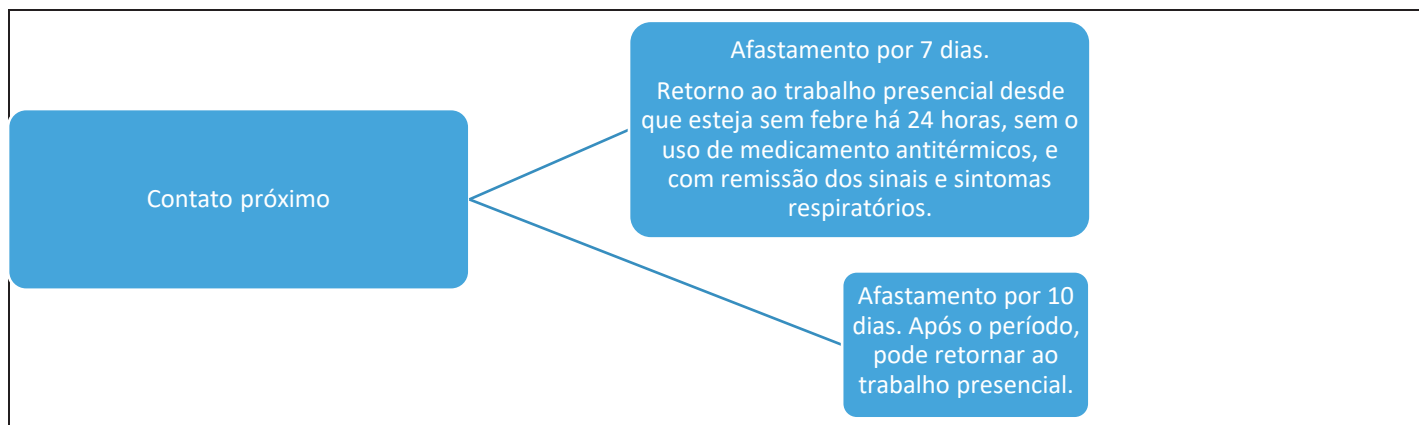 Afastamento por 7 dias.
Retorno ao trabalho presencial desde
que esteja sem febre há 24 horas, sem o
uso de medicamento antitérmicos, e
com remissão dos sinais e sintomas
respiratórios.
Contato próximo
Afastamento por 10
dias. Após o período,
pode retornar ao
trabalho presencial.